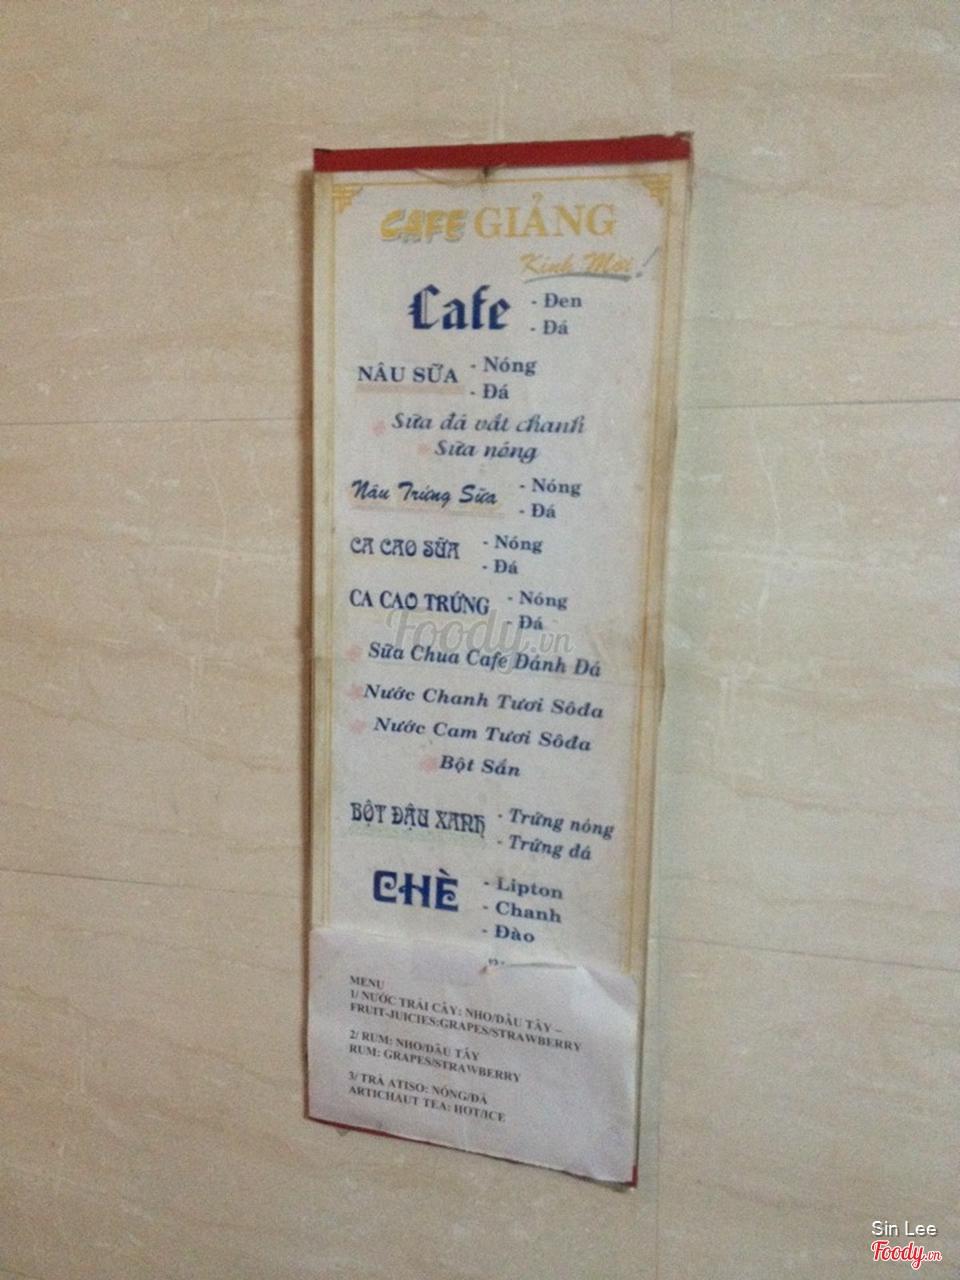 CAFE GIẢNG
Kính Mời!
Cafe - Đen
- Đá
NÂU SỮA - Nóng
- Đá
Sữa đá vắt chanh
Sữa nóng
Nâu Trứng Sữa - Nóng
- Đá
CA CAO SỮA - Nóng
- Đá
CA CAO TRỨNG - Nóng
- Đá
Foody.vn
Sữa Chua Cafe Đánh Đá
Nước Chanh Tươi Sôđa
Nước Cam Tươi Sôđa
Bột Sắn
BỘT ĐẬU XANH - Trứng nóng
- Trứng đá
CHÈ - Lipton
- Chanh
- Đào
MENU
1/ NƯỚC TRÁI CÂY: NHO/DÂU TÂY –
FRUIT-JUICIES:GRAPES/STRAWBERRY
2/ RUM: NHO/DÂU TÂY
RUM: GRAPES/STRAWBERRY
3/ TRÀ ATISO: NÓNG/ĐÁ
ARTICHAUT TEA: HOT/ICE
Sin Lee
Foody.vn